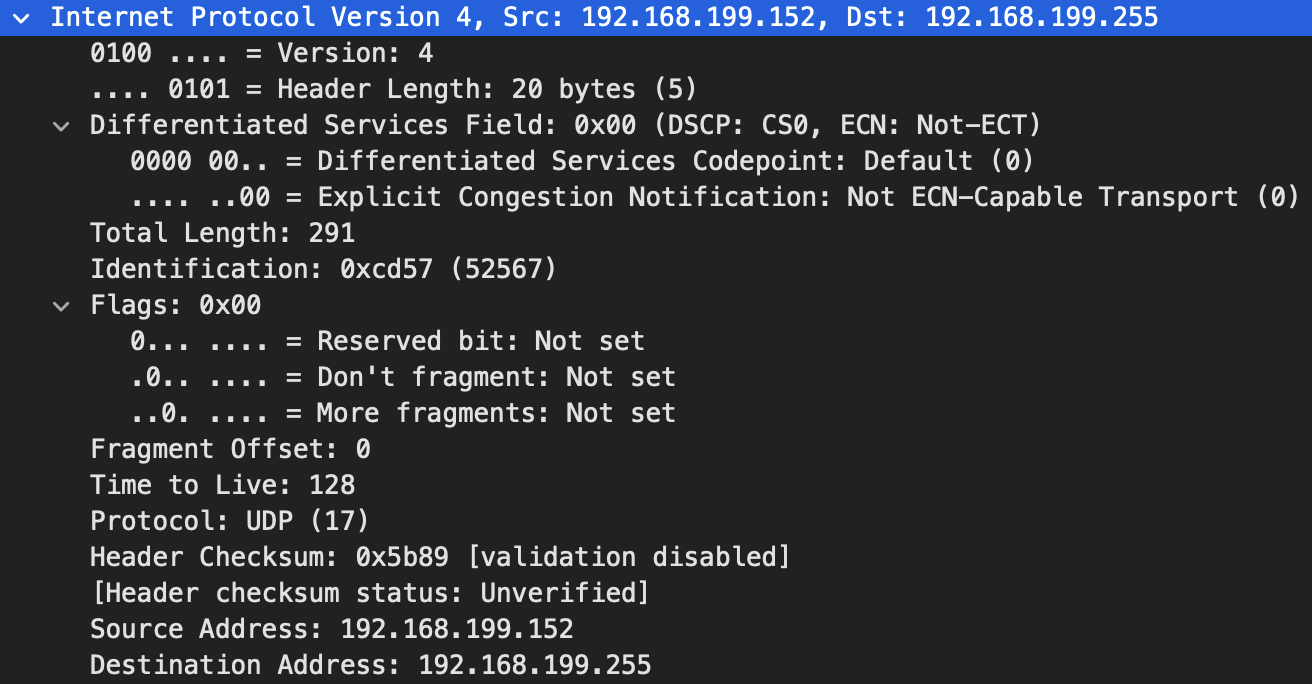 Internet Protocol Version 4, Src: 192.168.199.152, Dst: 192.168.199.255
0100 .... = Version: 4
.... 0101 = Header Length: 20 bytes (5)
Differentiated Services Field: 0x00 (DSCP: CS0, ECN: Not-ECT)
0000 00.. = Differentiated Services Codepoint: Default (0)
.... ..00 = Explicit Congestion Notification: Not ECN-Capable Transport (0)
Total Length: 291
Identification: 0xcd57 (52567)
Flags: 0x00
0... .... = Reserved bit: Not set
.0.. .... = Don't fragment: Not set
..0. .... = More fragments: Not set
Fragment Offset: 0
Time to Live: 128
Protocol: UDP (17)
Header Checksum: 0x5b89 [validation disabled]
[Header checksum status: Unverified]
Source Address: 192.168.199.152
Destination Address: 192.168.199.255